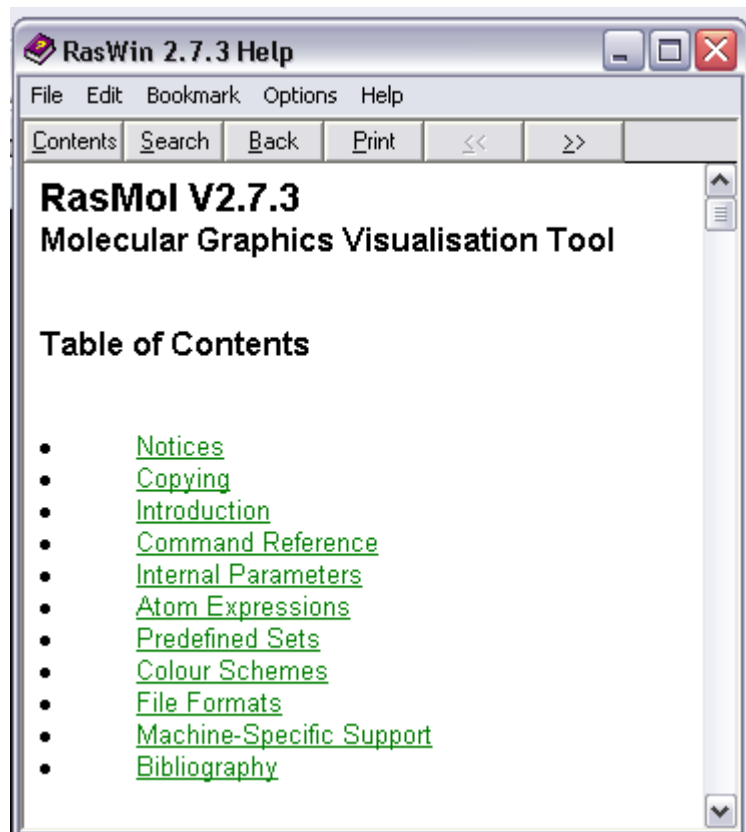 RasWin 2.7.3 Help
File Edit Bookmark Options Help
Contents Search Back Print << >>
RasMol V2.7.3
Molecular Graphics Visualisation Tool
Table of Contents
• Notices
• Copying
• Introduction
• Command Reference
• Internal Parameters
• Atom Expressions
• Predefined Sets
• Colour Schemes
• File Formats
• Machine-Specific Support
• Bibliography